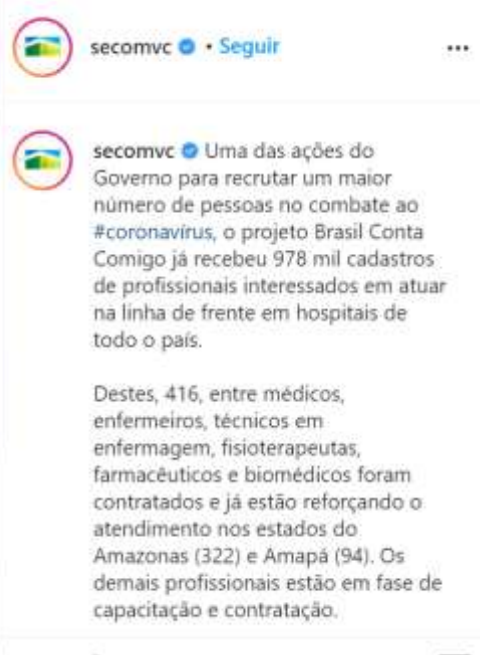 secomvc • Seguir
secomvc Uma das ações do
Governo para recrutar um maior
número de pessoas no combate ao
#coronavírus, o projeto Brasil Conta
Comigo já recebeu 978 mil cadastros
de profissionais interessados em atuar
na linha de frente em hospitais de
todo o país.
Destes, 416, entre médicos,
enfermeiros, técnicos em
enfermagem, fisioterapeutas,
farmacêuticos e biomédicos foram
contratados e já estão reforçando o
atendimento nos estados do
Amazonas (322) e Amapá (94). Os
demais profissionais estão em fase de
capacitação e contratação.